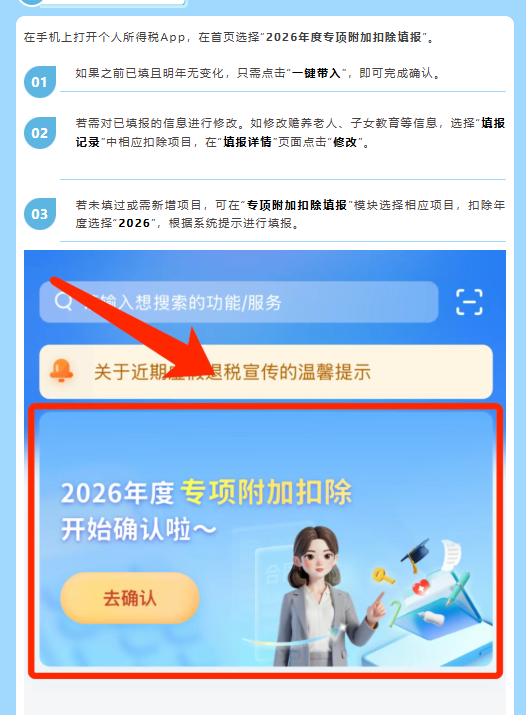 在手机上打开个人所得税App，在首页选择“2026年度专项附加扣除填报”。
01
如果之前已填且明年无变化，只需点击“一键带入”，即可完成确认。
02
若需对已填报的信息进行修改。如修改赡养老人、子女教育等信息，选择“填报
记录”中相应扣除项目，在“填报详情”页面点击“修改”。
03
若未填过或需新增项目，可在“专项附加扣除填报”模块选择相应项目，扣除年
度选择“2026”，根据系统提示进行填报。
输入想搜索的功能/服务
关于近期虚假退税宣传的温馨提示
2026年度 专项附加扣除
开始确认啦～
去确认